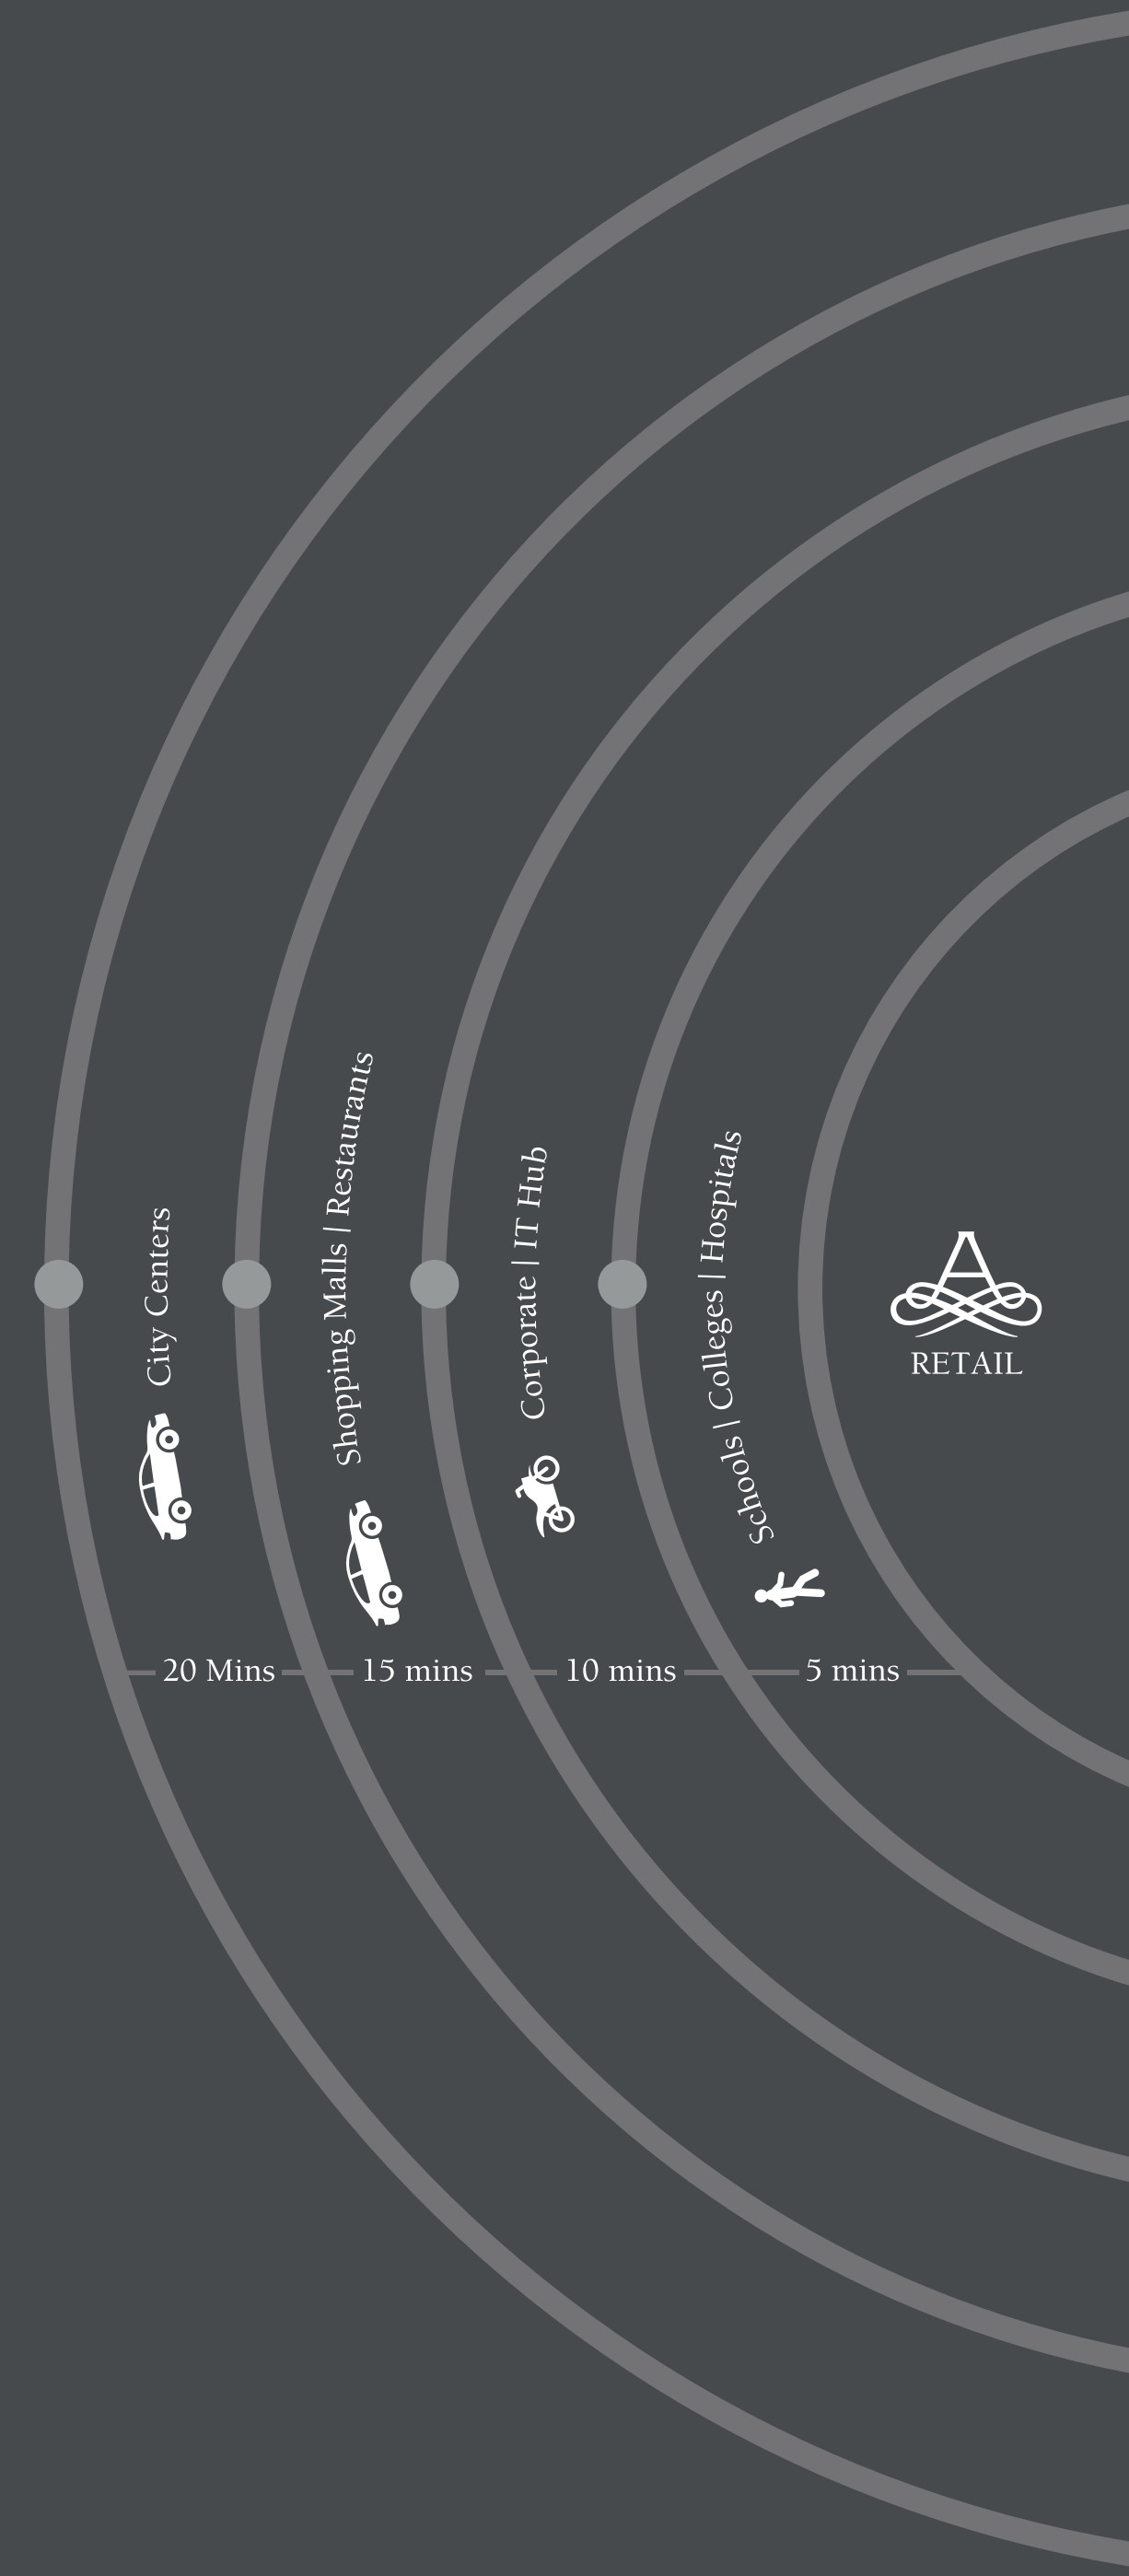 City Centers
Shopping Malls | Restaurants
Corporate | IT Hub
Schools | Colleges | Hospitals
A
RETAIL
20 Mins
15 mins
10 mins
5 mins